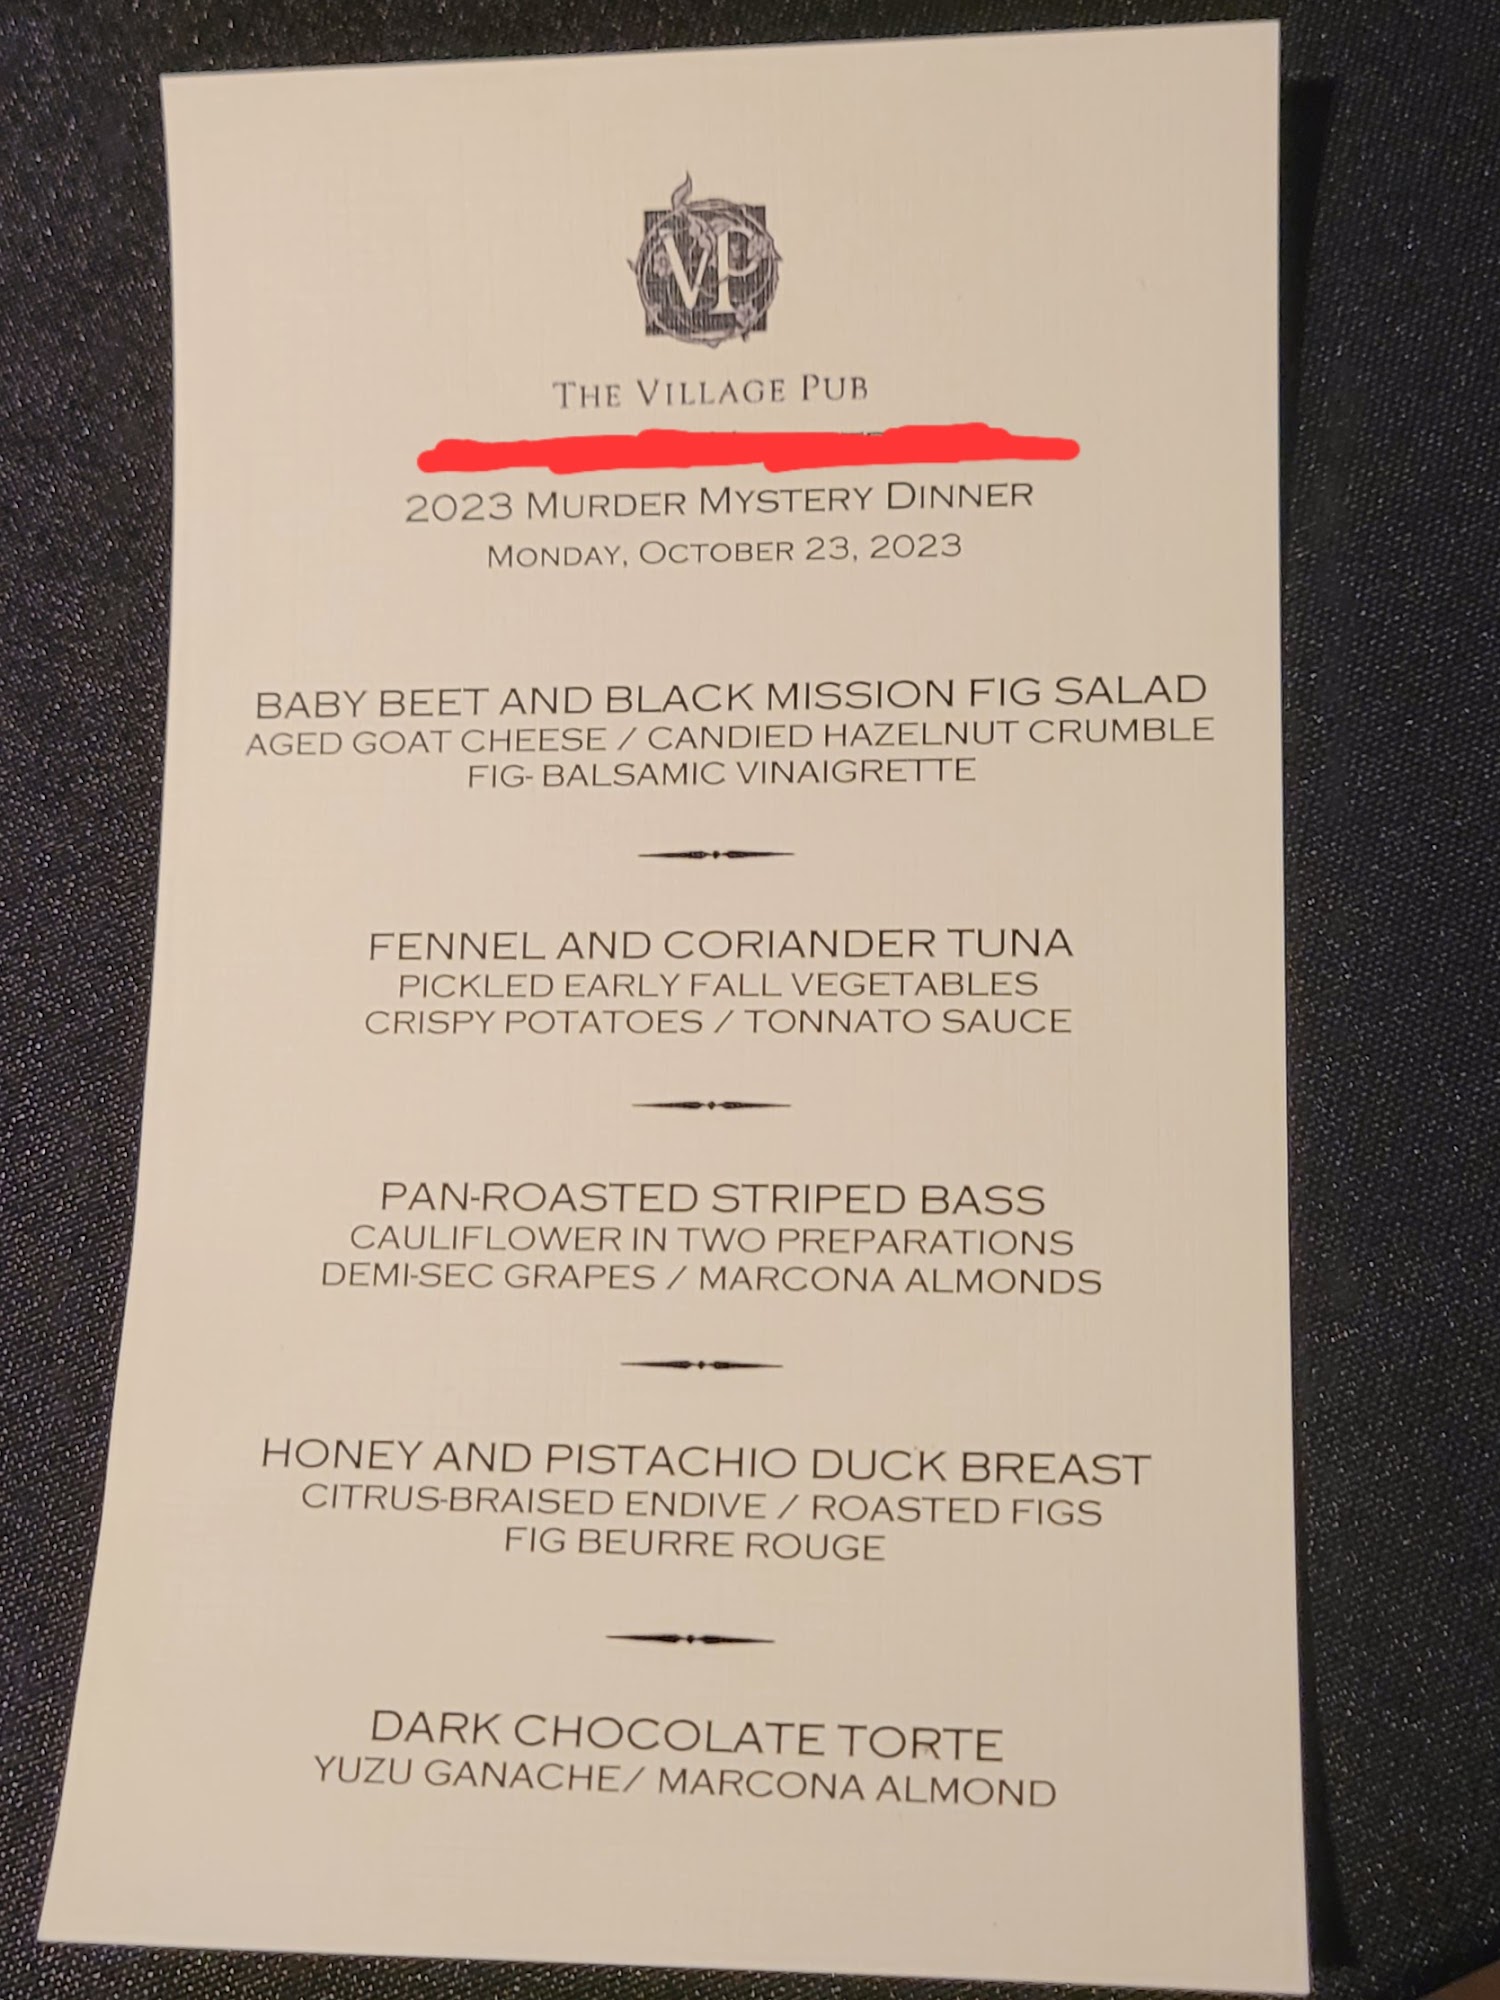 VP
THE VILLAGE PUB
2023 MURDER MYSTERY DINNER
MONDAY, OCTOBER 23, 2023
BABY BEET AND BLACK MISSION FIG SALAD
AGED GOAT CHEESE / CANDIED HAZELNUT CRUMBLE
FIG- BALSAMIC VINAIGRETTE
FENNEL AND CORIANDER TUNA
PICKLED EARLY FALL VEGETABLES
CRISPY POTATOES / TONNATO SAUCE
PAN-ROASTED STRIPED BASS
CAULIFLOWER IN TWO PREPARATIONS
DEMI-SEC GRAPES / MARCONA ALMONDS
HONEY AND PISTACHIO DUCK BREAST
CITRUS-BRAISED ENDIVE / ROASTED FIGS
FIG BEURRE ROUGE
DARK CHOCOLATE TORTE
YUZU GANACHE/ MARCONA ALMOND